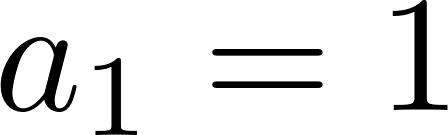 a₁ = 1